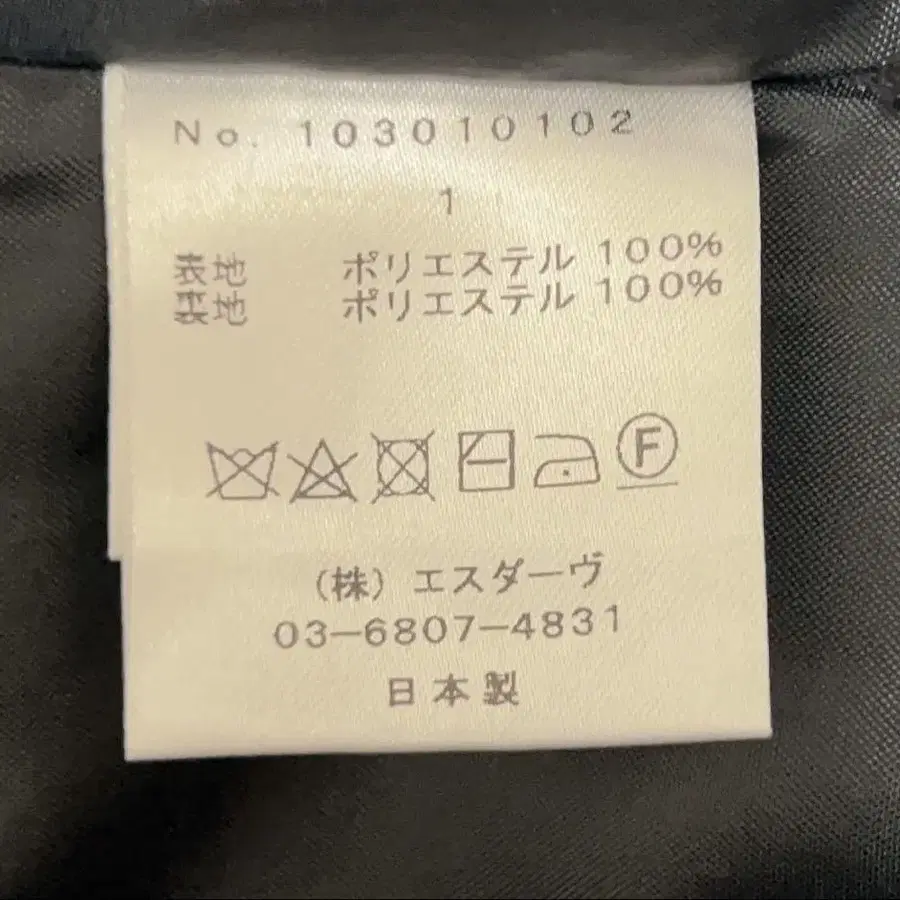 No. 103010102
1
表地 ポリエステル 100%
裏地 ポリエステル 100%
F
(株) エスダーヴ
03-6807-4831
日本製